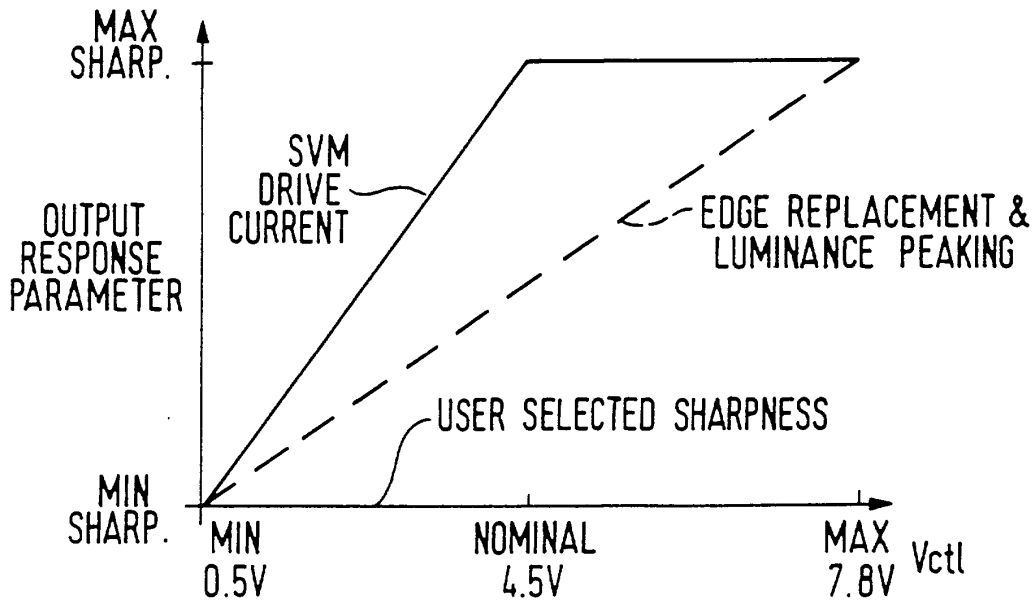 MAX
SHARP.
SVM
DRIVE
CURRENT
OUTPUT
RESPONSE
PARAMETER
EDGE REPLACEMENT &
LUMINANCE PEAKING
USER SELECTED SHARPNESS
MIN
SHARP.
MIN
0.5V
NOMINAL
4.5V
MAX
7.8V
Vctl